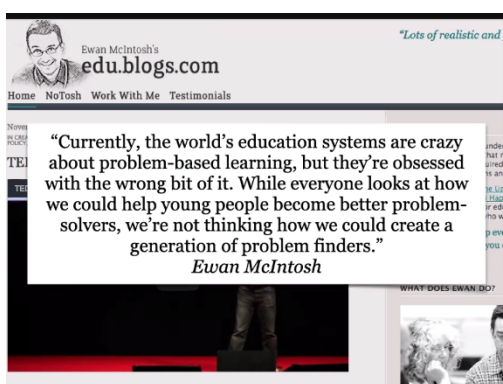 "Lots of realistic and
Ewan McIntosh's
edu.blogs.com
Home NoTosh Work With Me Testimonials
“Currently, the world’s education systems are crazy
about problem-based learning, but they’re obsessed
with the wrong bit of it. While everyone looks at how
we could help young people become better problem-
solvers, we’re not thinking how we could create a
generation of problem finders.”
Ewan McIntosh
WHAT DOES EWAN DO?